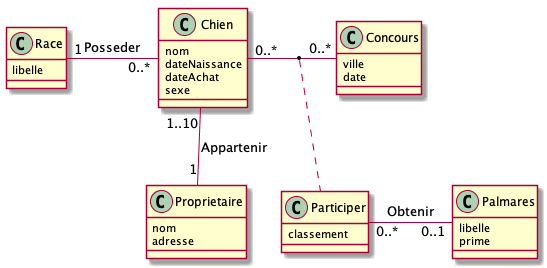 C Race
libelle
1 Posseder
0..*
C Chien
nom
dateNaissance
dateAchat
sexe
0..*
0..*
C Concours
ville
date
1..10
Appartenir
1
C Proprietaire
nom
adresse
C Participer
classement
Obtenir
0..*
0..1
C Palmares
libelle
prime